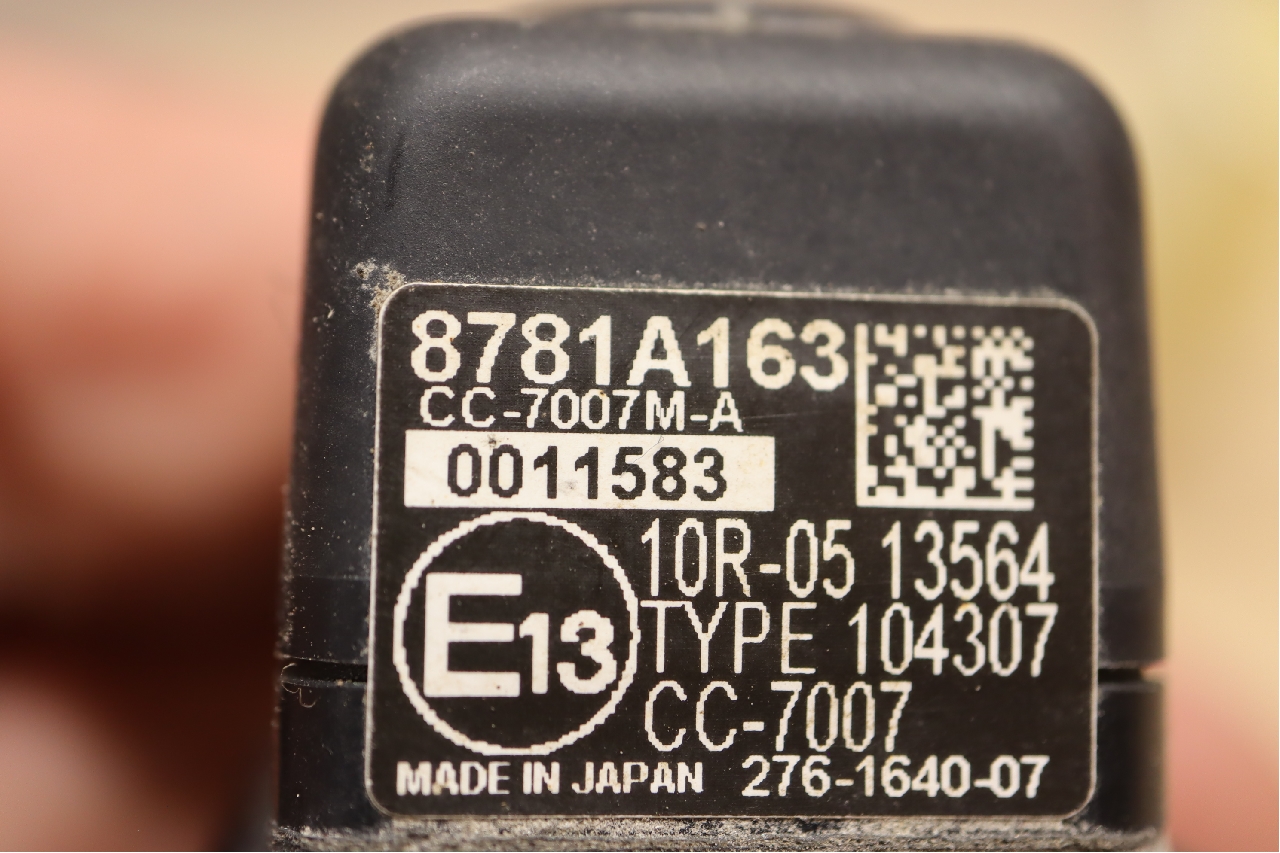 8781A163
CC-7007M-A
0011583
E13
10R-05 13564
TYPE 104307
CC-7007
MADE IN JAPAN 276-1640-07